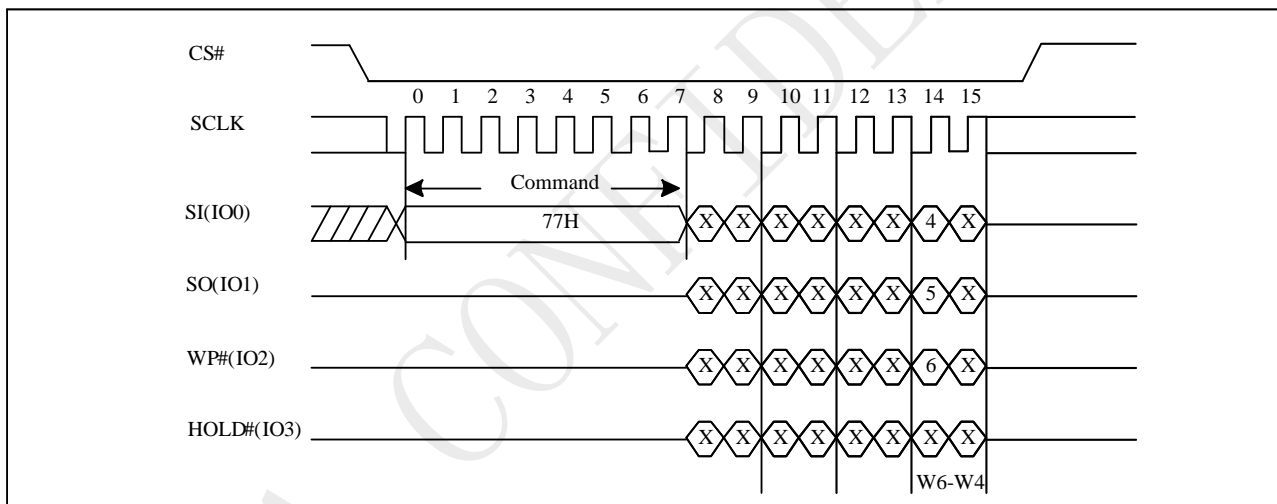 CONFIDE
CS#
0 1 2 3 4 5 6 7 8 9 10 11 12 13 14 15
SCLK
Command
SI(IO0) 77H X X X X X X 4 X
SO(IO1) X X X X X X 5 X
WP#(IO2) X X X X X X 6 X
HOLD#(IO3) X X X X X X X X
W6-W4